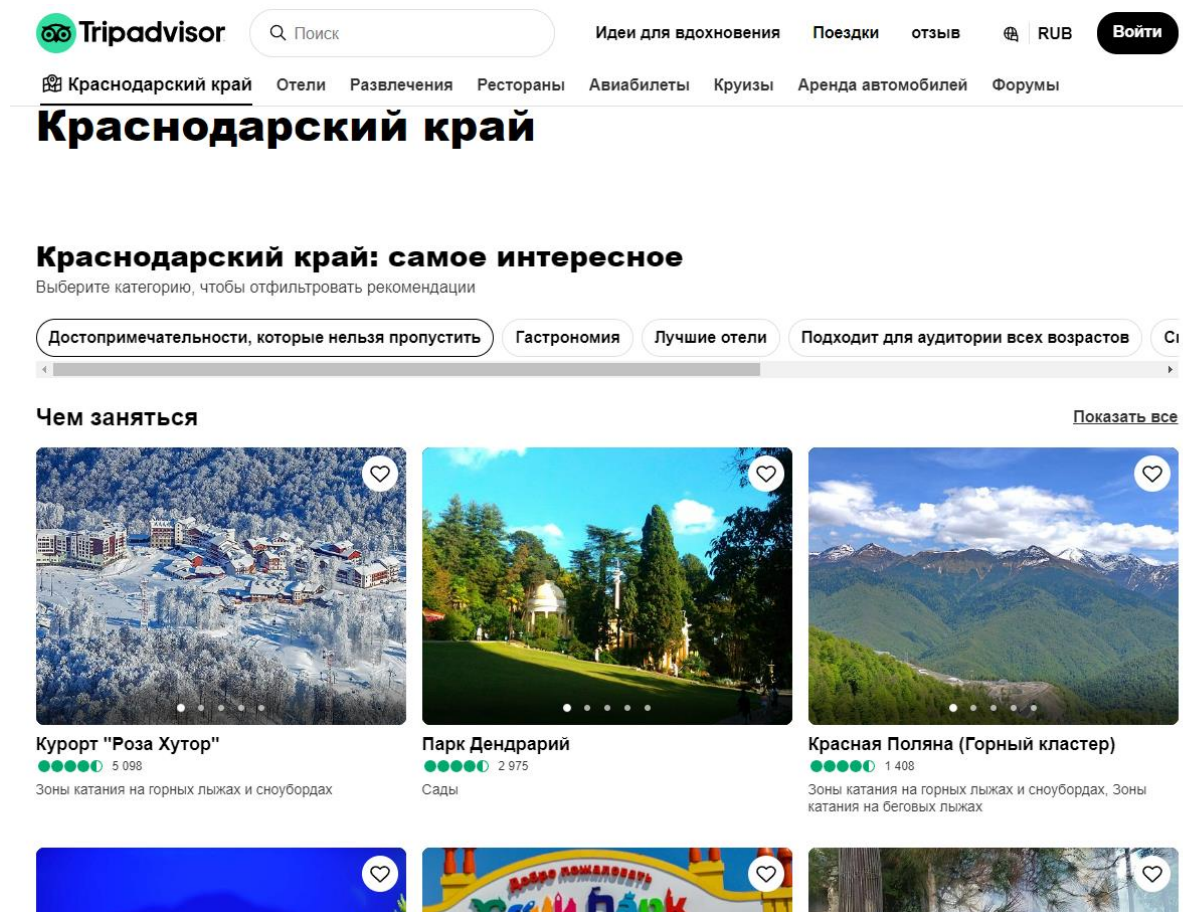 Tripadvisor
Поиск
Идеи для вдохновения
Поездки
отзыв
RUB
Войти
Краснодарский край
Отели
Развлечения
Рестораны
Авиабилеты
Круизы
Аренда автомобилей
Форумы
Краснодарский край
Краснодарский край: самое интересное
Выберите категорию, чтобы отфильтровать рекомендации
Достопримечательности, которые нельзя пропустить
Гастрономия
Лучшие отели
Подходит для аудитории всех возрастов
Чем заняться
Показать все
Курорт "Роза Хутор"
5 098
Зоны катания на горных лыжах и сноубордах
Парк Дендрарий
2 975
Сады
Красная Поляна (Горный кластер)
1 408
Зоны катания на горных лыжах и сноубордах, Зоны
катания на беговых лыжах
Добро пожаловать